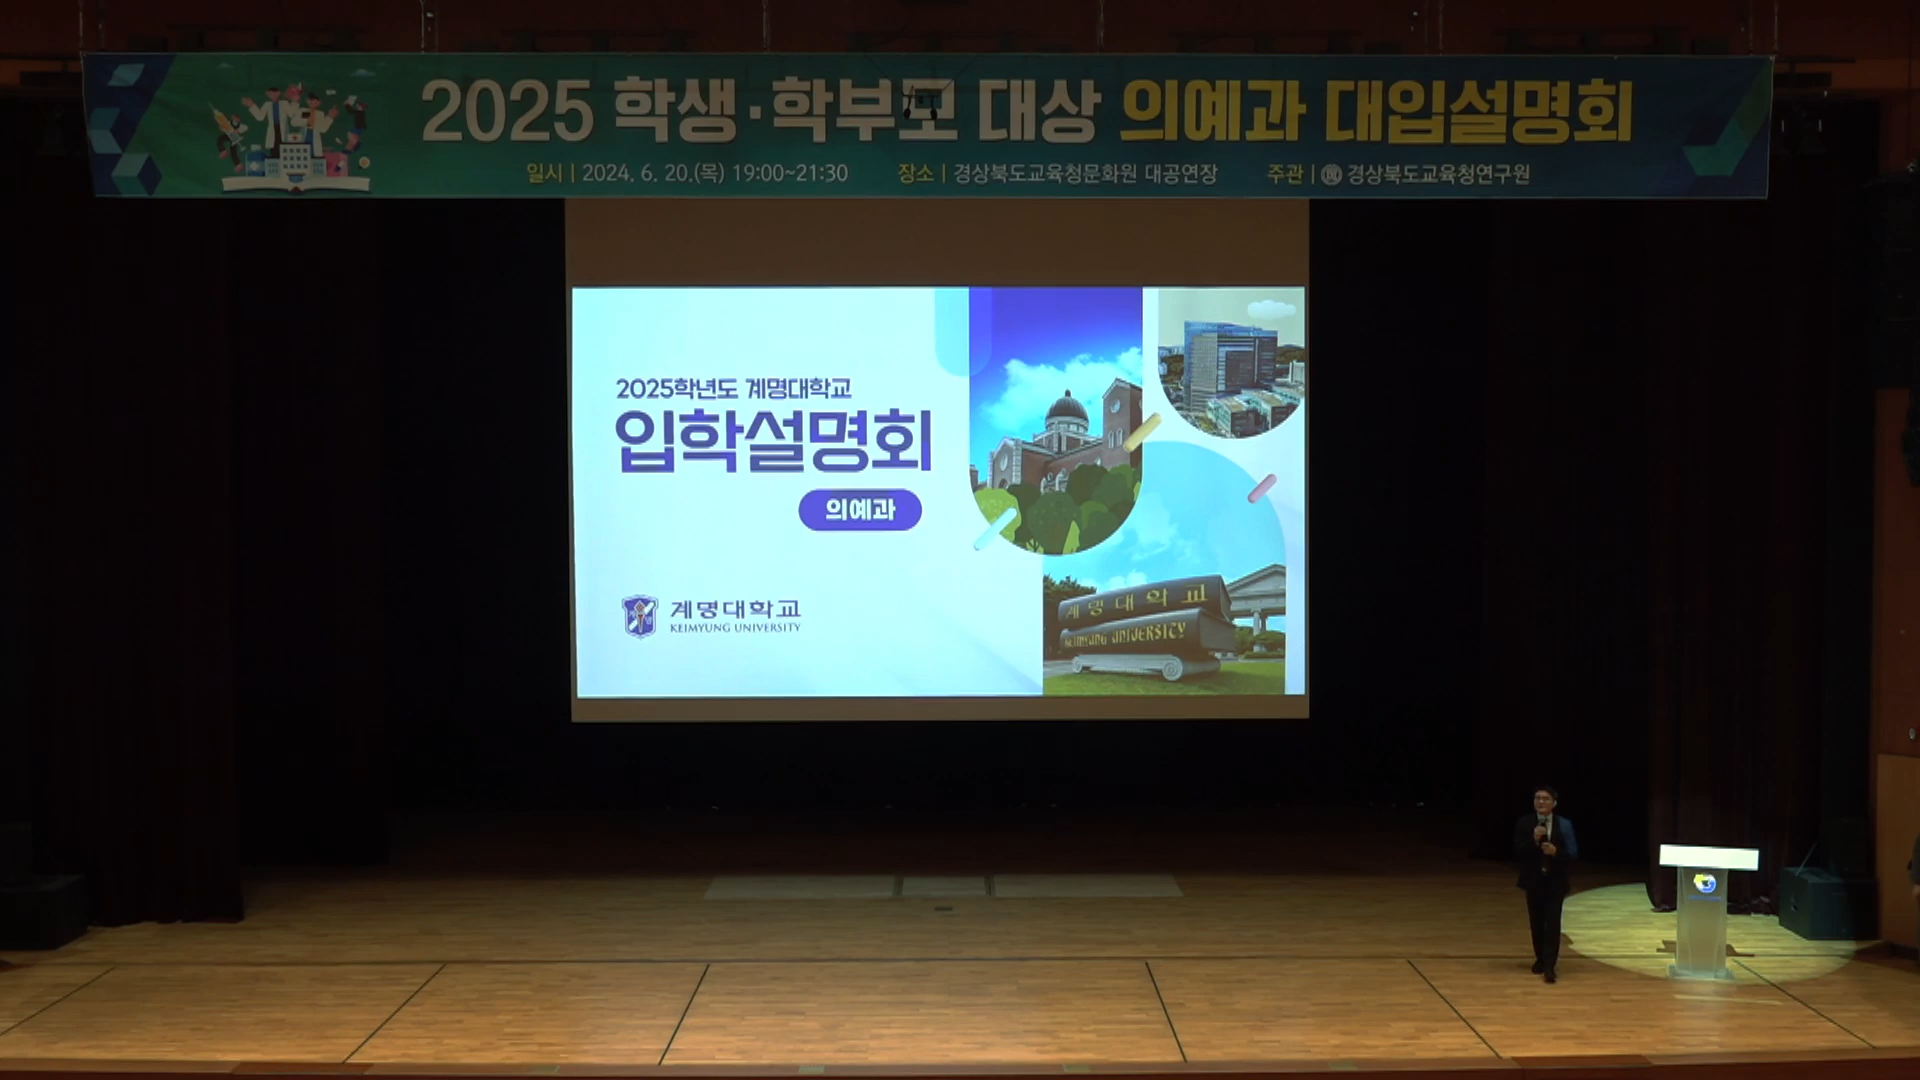 2025 학생·학부모 대상 의예과 대입설명회
일시 | 2024. 6. 20.(목) 19:00~21:30 장소 | 경상북도교육청문화원 대공연장 주관 | 경상북도교육청연구원
2025학년도 계명대학교
입학설명회
의예과
계명대학교
KEIMYUNG UNIVERSITY
계명대학교
KEIMYUNG UNIVERSITY